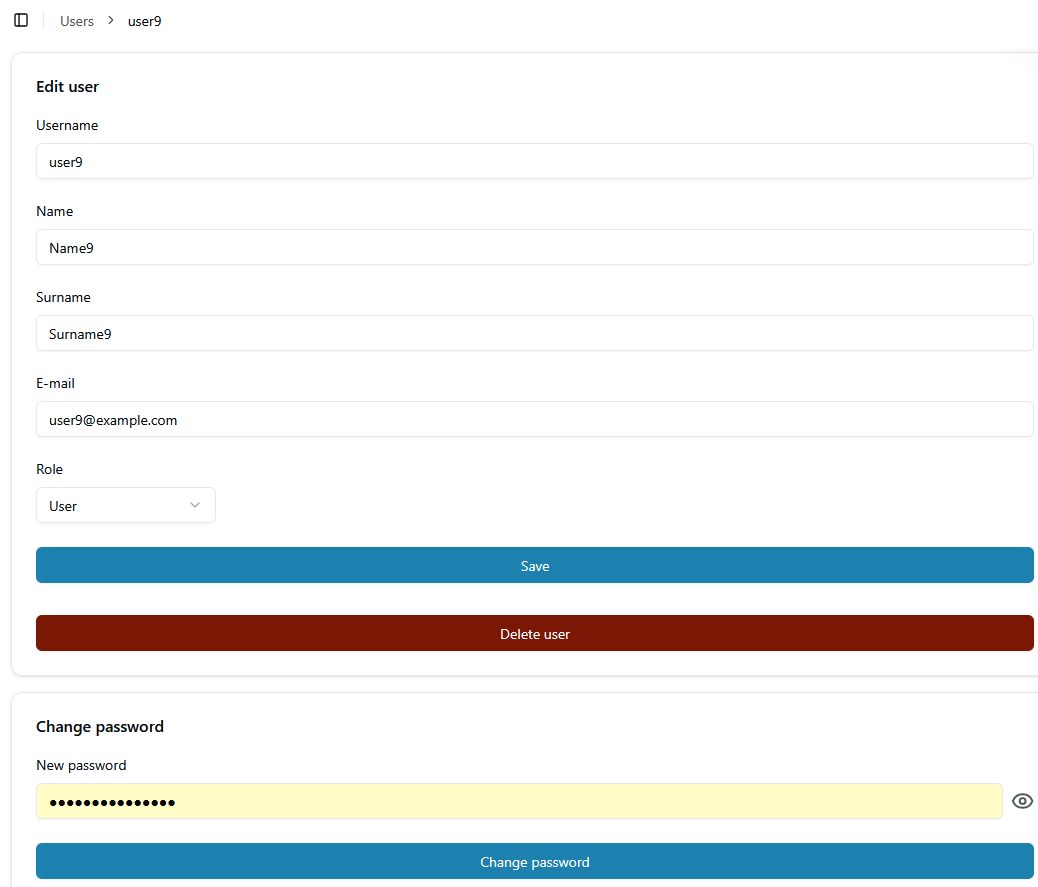 Users > user9
Edit user
Username
user9
Name
Name9
Surname
Surname9
E-mail
user9@example.com
Role
User
Save
Delete user
Change password
New password
●●●●●●●●●●●●●●●
Change password